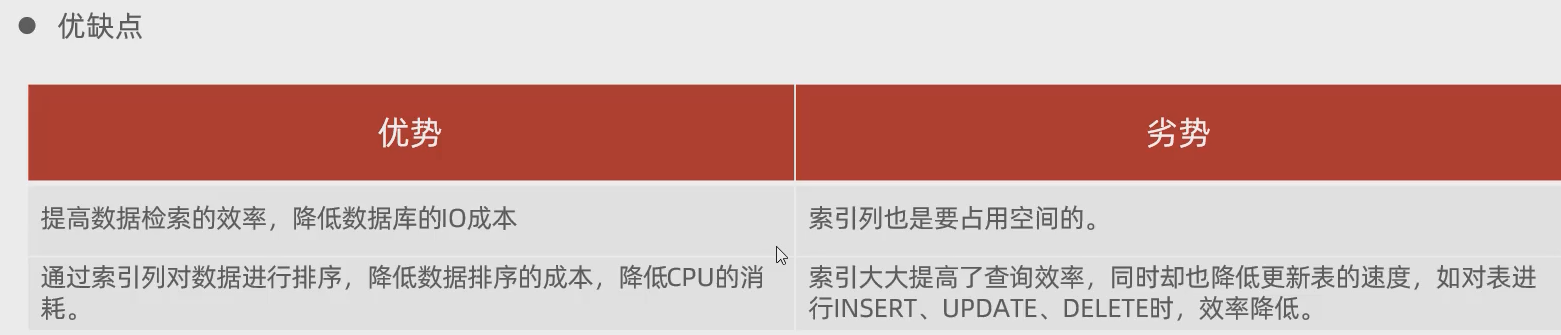 优缺点
优势
劣势
提高数据检索的效率，降低数据库的IO成本
索引列也是要占用空间的。
通过索引列对数据进行排序，降低数据排序的成本，降低CPU的消
耗。
索引大大提高了查询效率，同时却也降低更新表的速度，如对表进
行INSERT、UPDATE、DELETE时，效率降低。